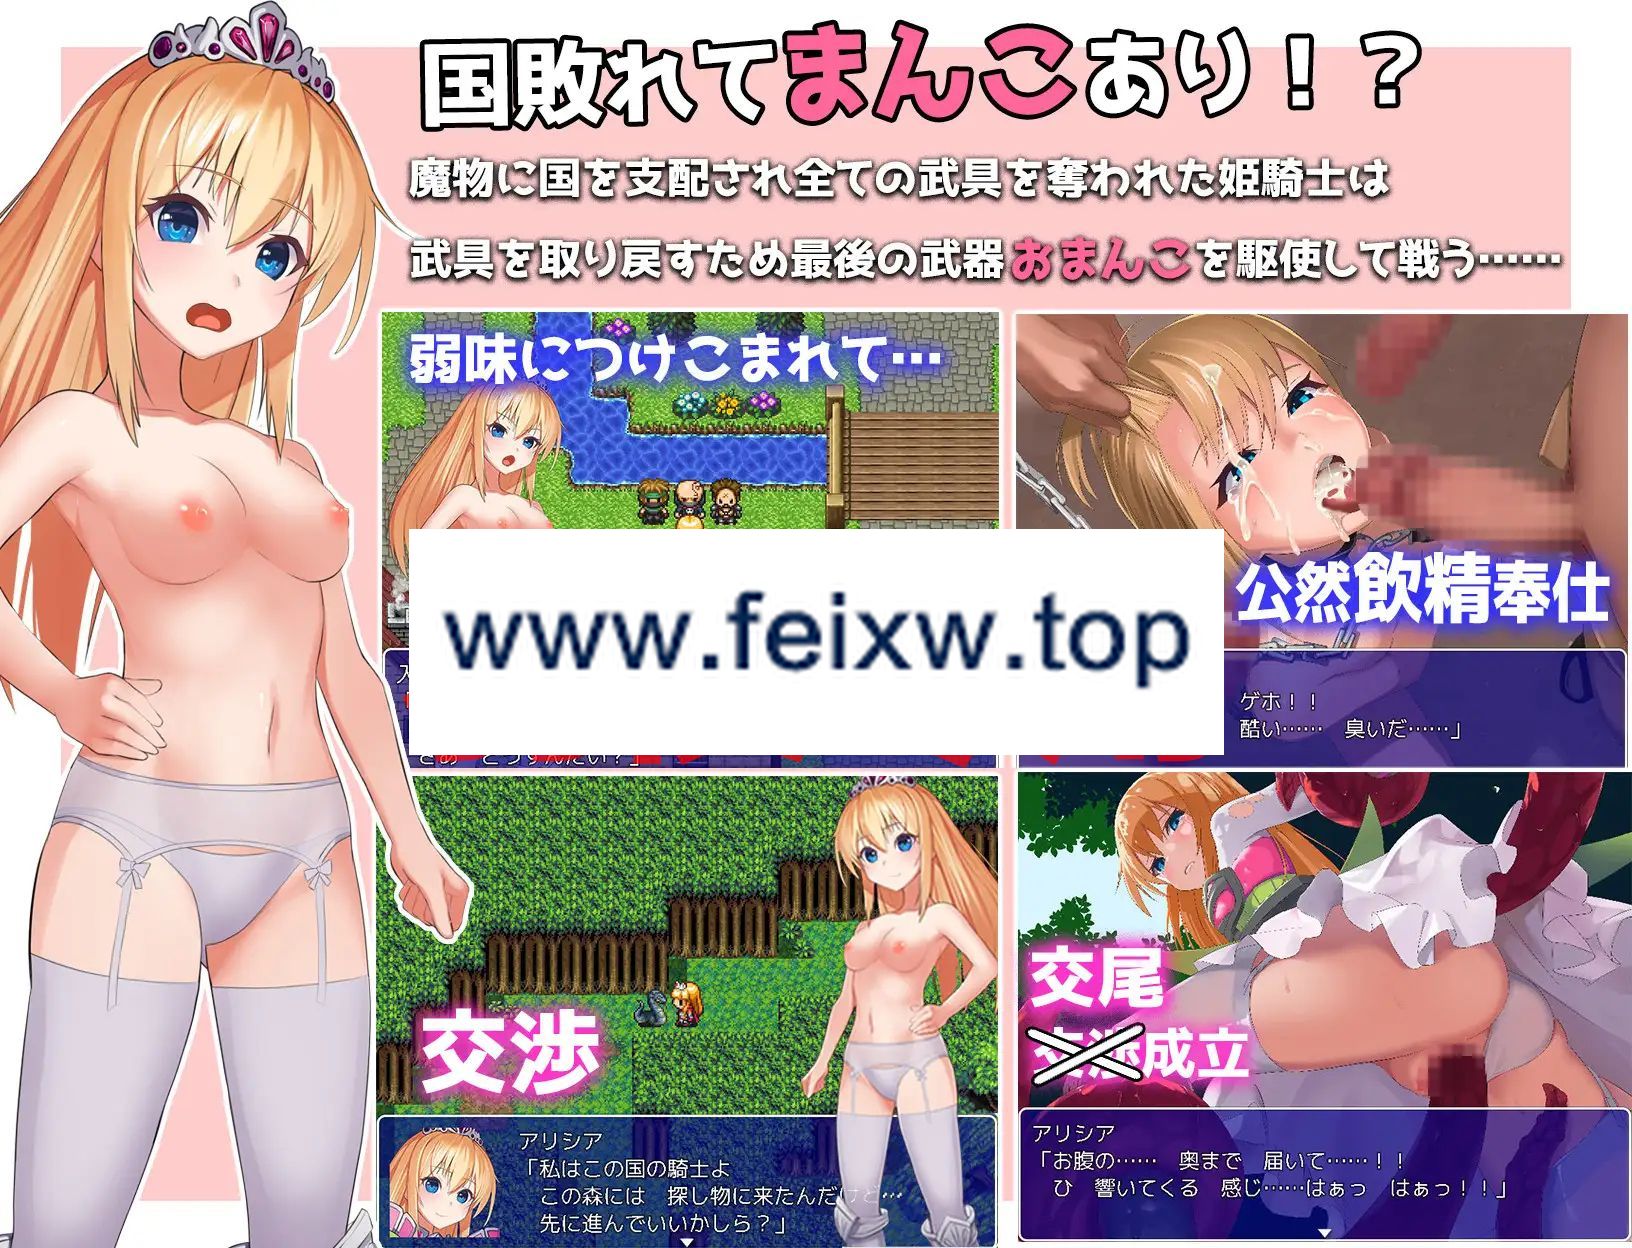 国敗れてまんこあり！？
魔物に国を支配され全ての武具を奪われた姫騎士は
武具を取り戻すため最後の武器おまんこを駆使して戦う……
弱味につけこまれて…
公然飲精奉仕
www.feixw.top
ゲホ！！
酷い……　臭いだ……」
交渉
アリシア
「私はこの国の騎士よ
この森には　探し物に来たんだけど…
先に進んでいいかしら？」
交尾
交渉成立
アリシア
「お腹の……　奥まで　届いて……！！
ひ　響いてくる　感じ……はぁっ　はぁっ！！」